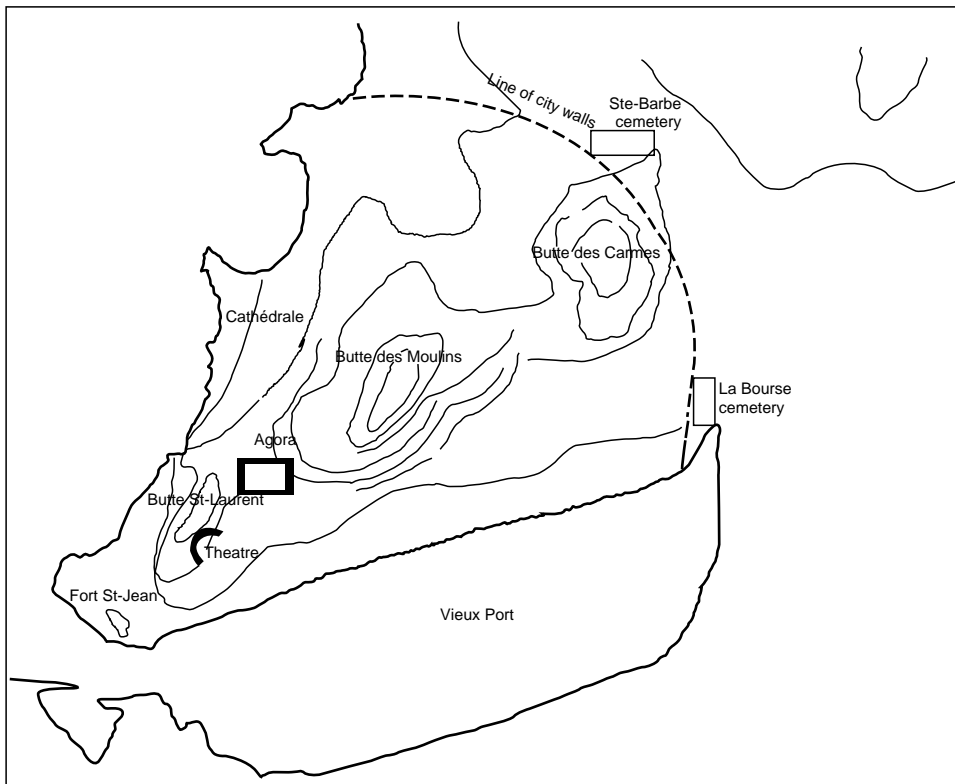 Line of city walls
Ste-Barbe
cemetery
Butte des Carmes
Cathédrale
Butte des Moulins
La Bourse
cemetery
Agora
Butte St-Laurent
Theatre
Fort St-Jean
Vieux Port